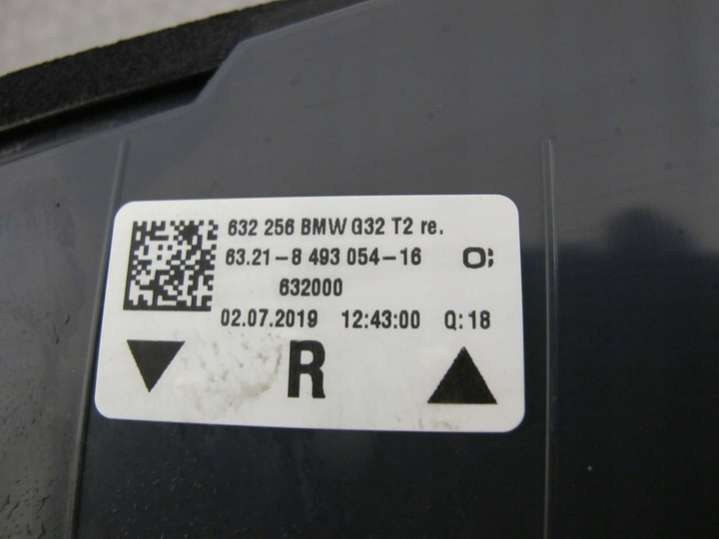 632 256 BMW G32 T2 re.
63.21-8 493 054-16 O:
632000
02.07.2019 12:43:00 Q:18
R